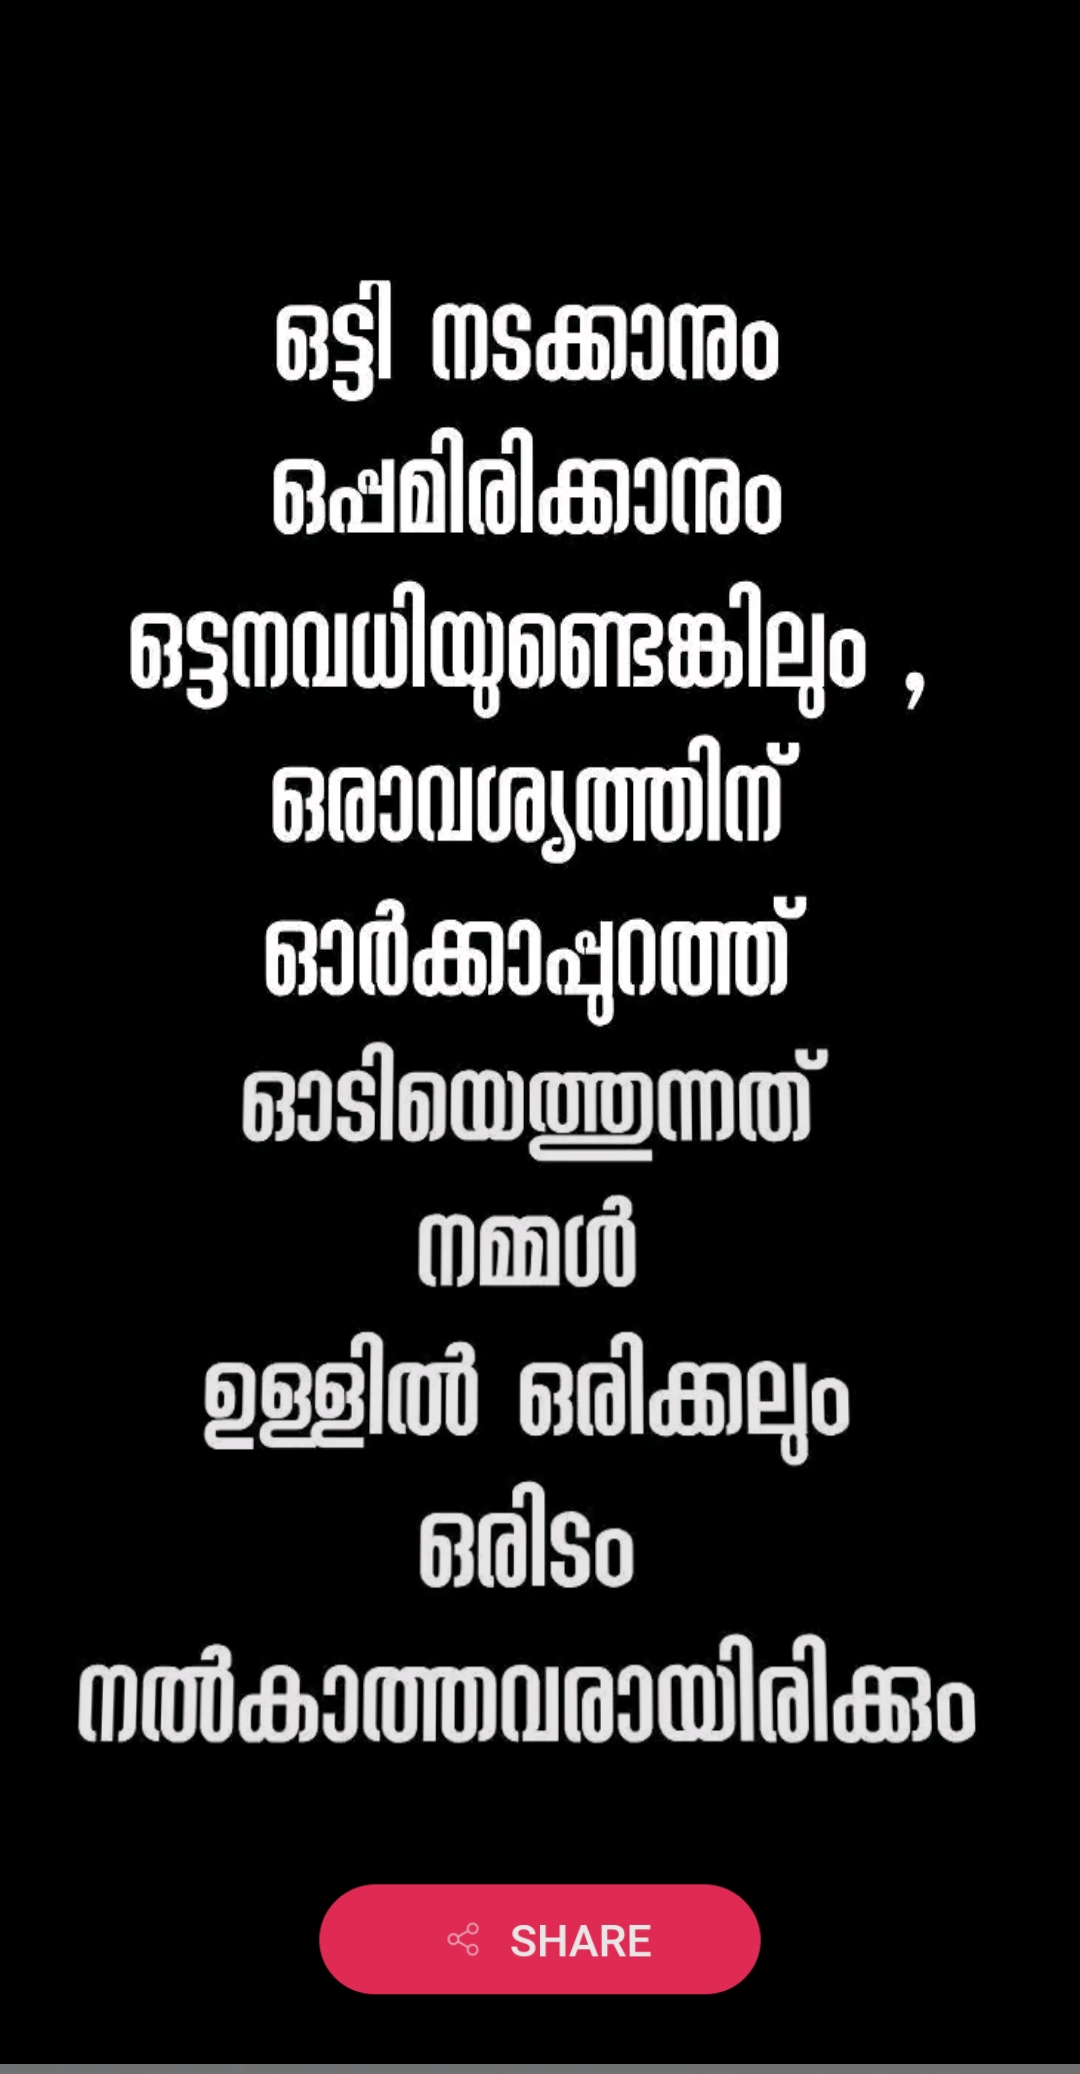 ഒട്ടി നടക്കാനും
ഒപ്പമിരിക്കാനും
ഒട്ടനവധിയുണ്ടെങ്കിലും ,
ഒരാവശ്യത്തിന്
ഓർക്കാപ്പുറത്ത്
ഓടിയെത്തുന്നത്
നമ്മൾ
ഉള്ളിൽ ഒരിക്കലും
ഒരിടം
നൽകാത്തവരായിരിക്കും
SHARE